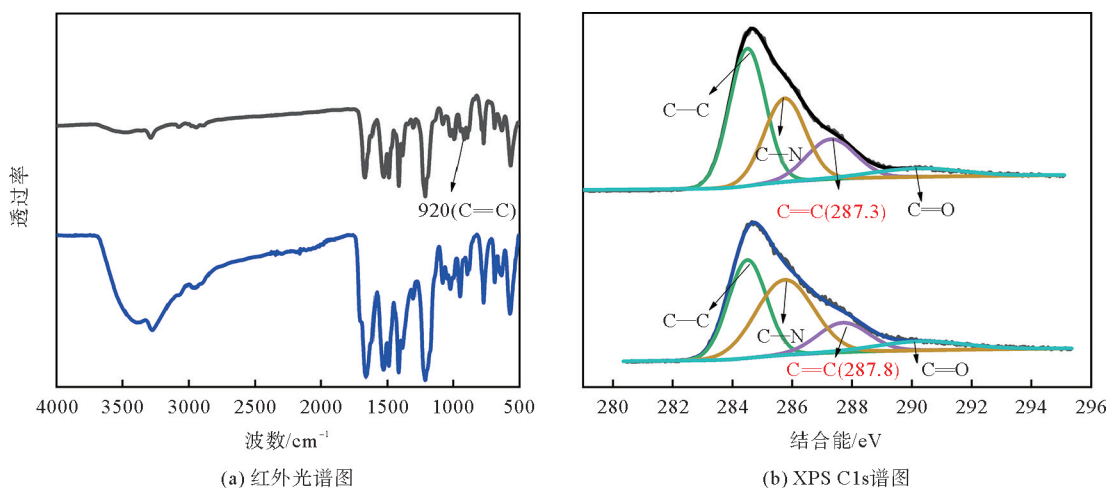 透过率
920(C═C)
4000 3000 2000 1500 1000 500
波数/cm⁻¹
(a) 红外光谱图
C—C
C—N
C═C(287.3)
C═O
C—C
C—N
C═C(287.8)
C═O
280 282 284 286 288 290 292 294 296
结合能/eV
(b) XPS C1s谱图